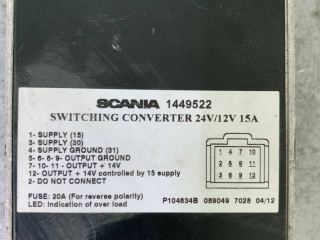 SCANIA 1449522
SWITCHING CONVERTER 24V/12V 15A
1- SUPPLY (15)
3- SUPPLY (30)
4- SUPPLY GROUND (31)
5- 6- 8- 9- OUTPUT GROUND
7- 10- 11- OUTPUT + 14V
12- OUTPUT + 14V controlled by 15 supply
2- DO NOT CONNECT
1 4 7 10
2 5 8 11
3 6 9 12
FUSE: 20A (For reverse polarity)
LED: Indication of over load
P104834B 089049 7028 04/12